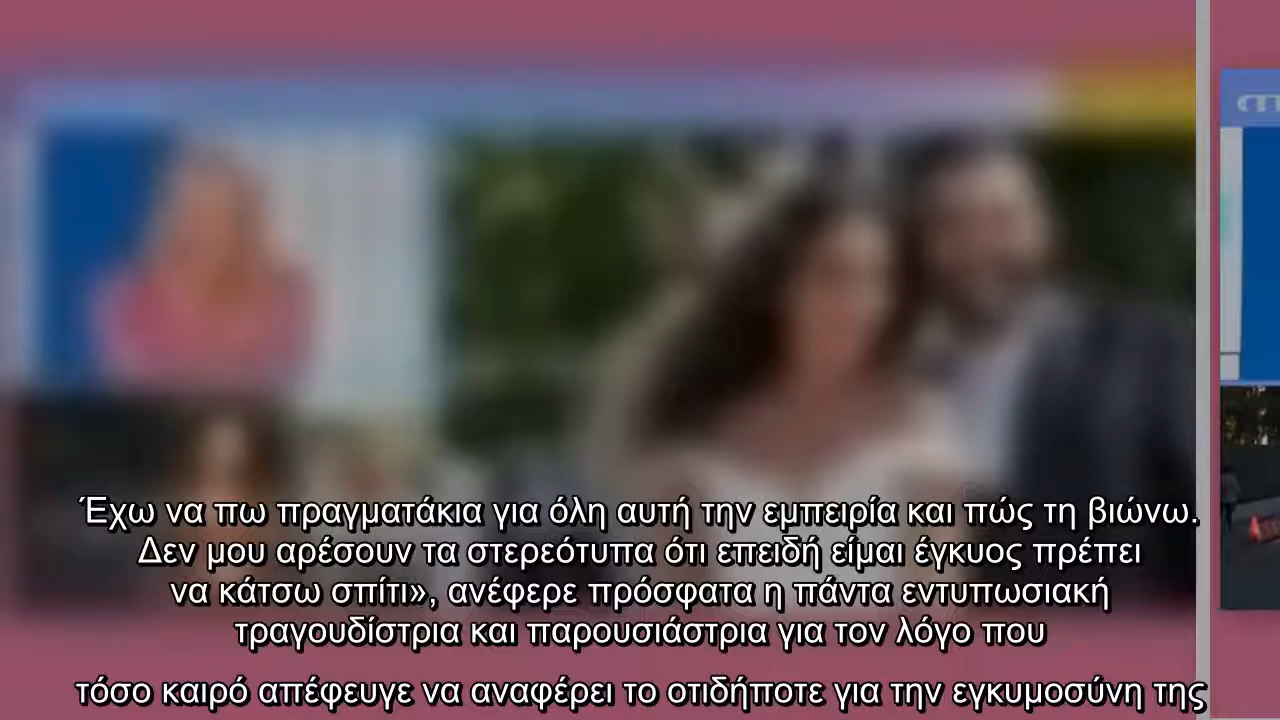 Έχω να πω πραγματάκια για όλη αυτή την εμπειρία και πώς τη βιώνω.
Δεν μου αρέσουν τα στερεότυπα ότι επειδή είμαι έγκυος πρέπει
να κάτσω σπίτι», ανέφερε πρόσφατα η πάντα εντυπωσιακή
τραγουδίστρια και παρουσιάστρια για τον λόγο που
τόσο καιρό απέφευγε να αναφέρει το οτιδήποτε για την εγκυμοσύνη της